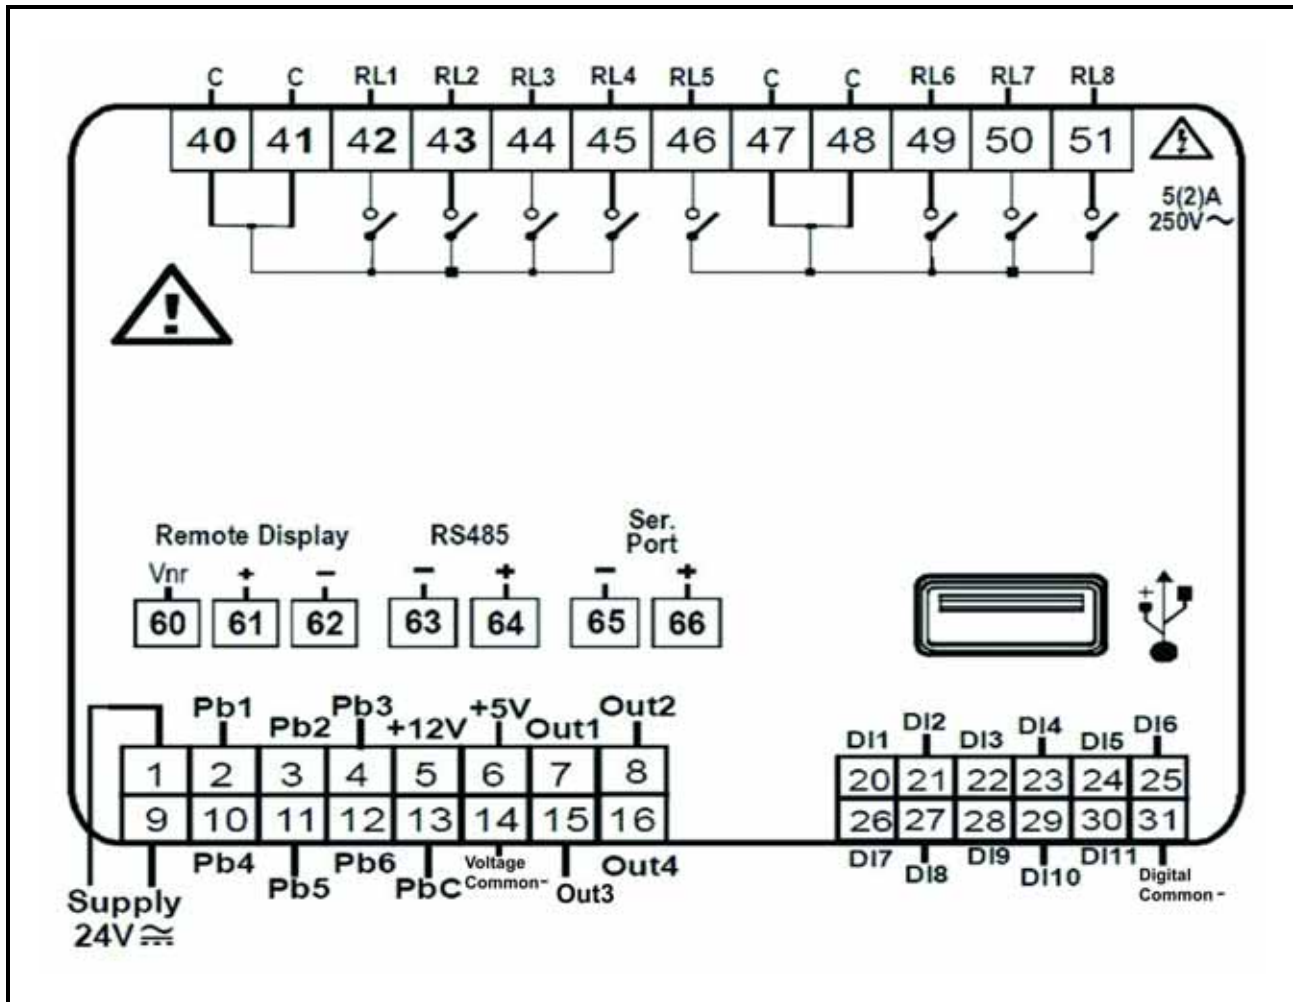 C C RL1 RL2 RL3 RL4 RL5 C C RL6 RL7 RL8
40 41 42 43 44 45 46 47 48 49 50 51
5(2)A
250V~
!
Remote Display
Vnr + -
60 61 62
RS485
- +
63 64
Ser.
Port
- +
65 66
+
Pb1 Pb2 Pb3 +12V +5V Out1 Out2
1 2 3 4 5 6 7 8
9 10 11 12 13 14 15 16
Pb4 Pb5 Pb6 PbC Voltage
Common- Out3 Out4
Supply
24V
DI1 DI2 DI3 DI4 DI5 DI6
20 21 22 23 24 25
26 27 28 29 30 31
DI7 DI8 DI9 DI10 DI11 Digital
Common-